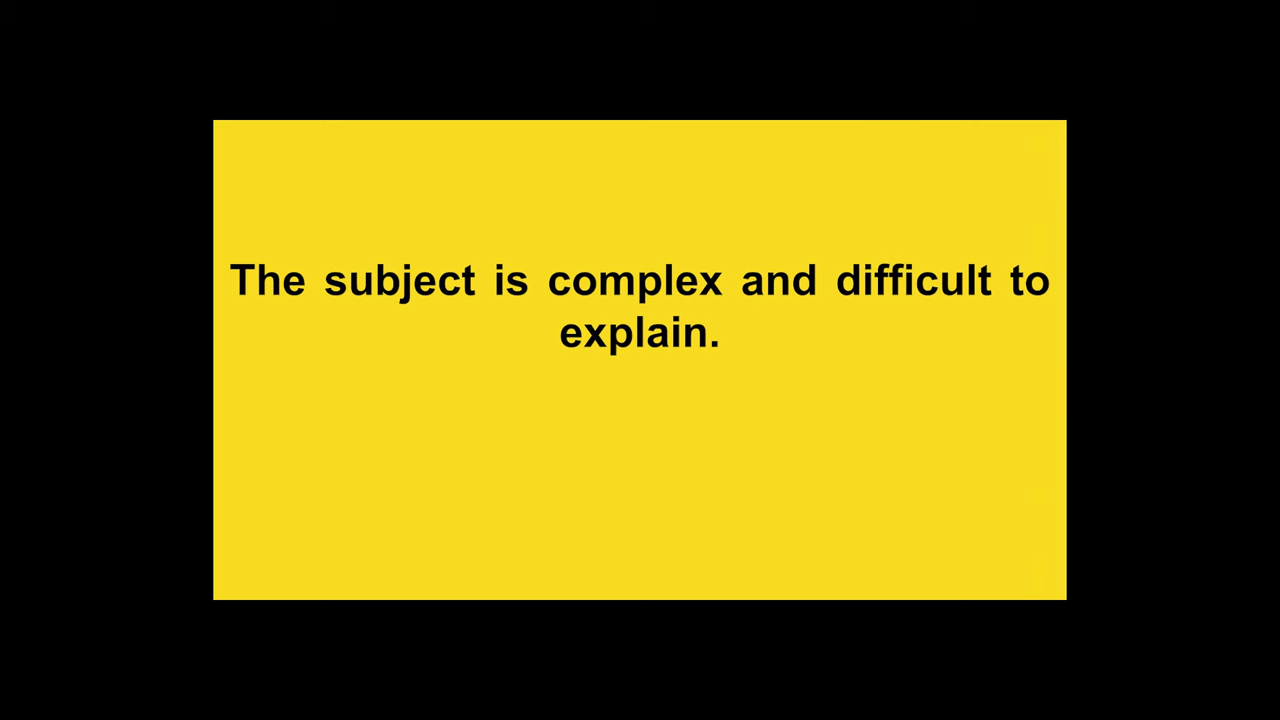 The subject is complex and difficult to
explain.